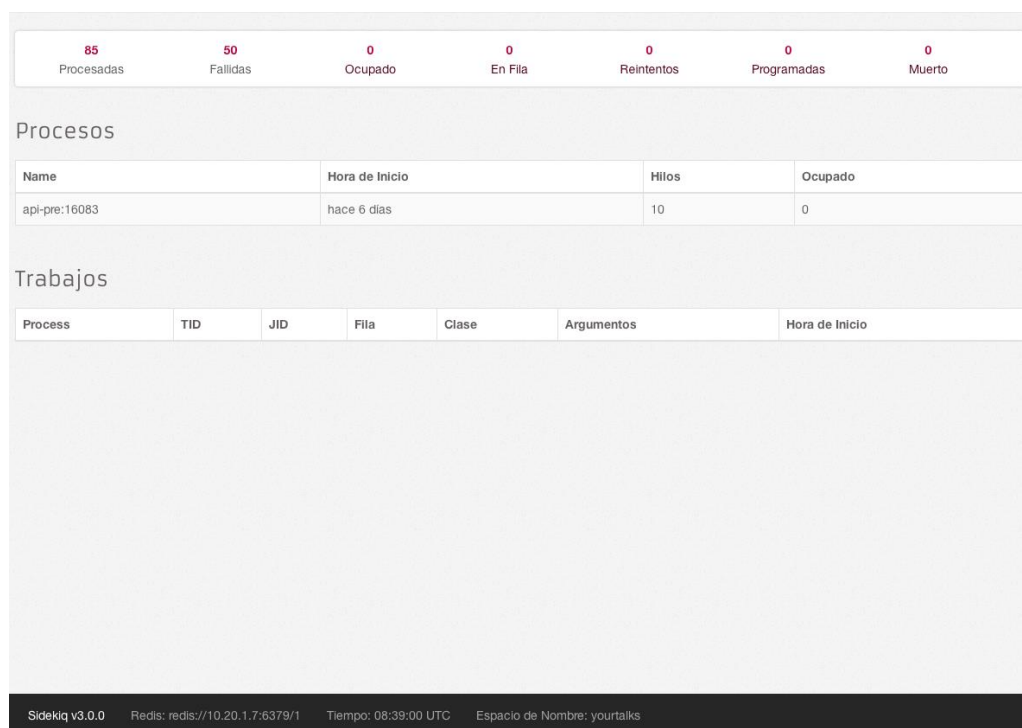 85 50 0 0 0 0 0
Procesadas Fallidas Ocupado En Fila Reintentos Programadas Muerto
Procesos
Name Hora de Inicio Hilos Ocupado
api-pre:16083 hace 6 días 10 0
Trabajos
Process TID JID Fila Clase Argumentos Hora de Inicio
Sidekiq v3.0.0 Redis: redis://10.20.1.7:6379/1 Tiempo: 08:39:00 UTC Espacio de Nombre: yourtalks